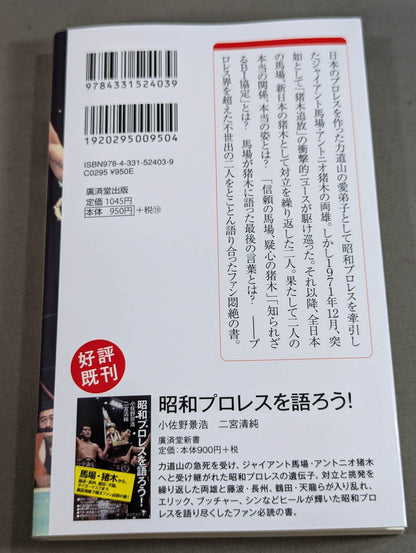 9784331524039
1920295009504
ISBN978-4-331-52403-9
C0295 ¥950E
廣済堂出版
定価 1045円
本体 950円 +税⑩
日本のプロレスを作った力道山の愛弟子として昭和プロレスを牽引し
たジャイアント馬場・アントニオ猪木の両雄。しかし1971年12月、突
如として「猪木追放」の衝撃的ニュースが駆け巡った。それ以降、全日本
の馬場、新日本の猪木として対立を繰り返した二人。果たして二人の
本当の関係、本当の姿とは？ 「信頼の馬場、疑心の猪木」「知られざ
るBI協定」とは？ 馬場が猪木に語った最後の言葉とは？ ――プ
ロレス界を超えた不世出の二人をとことん語り合ったファン悶絶の書。
好評
既刊
昭和プロレスを語ろう!
小佐野景浩 二宮清純
廣済堂新書
定価:本体900円+税
力道山の急死を受け、ジャイアント馬場・アントニオ猪木
へと受け継がれた昭和プロレスの遺伝子。対立と挑発を
繰り返した両雄と藤波・長州、鶴田・天龍らが入り乱れ、
エリック、ブッチャー、シンなどヒールが輝いた昭和プロレ
スを語り尽くしたファン必読の書。
昭和プロレスを語ろう!
小佐野景浩
二宮清純
馬場・猪木から、